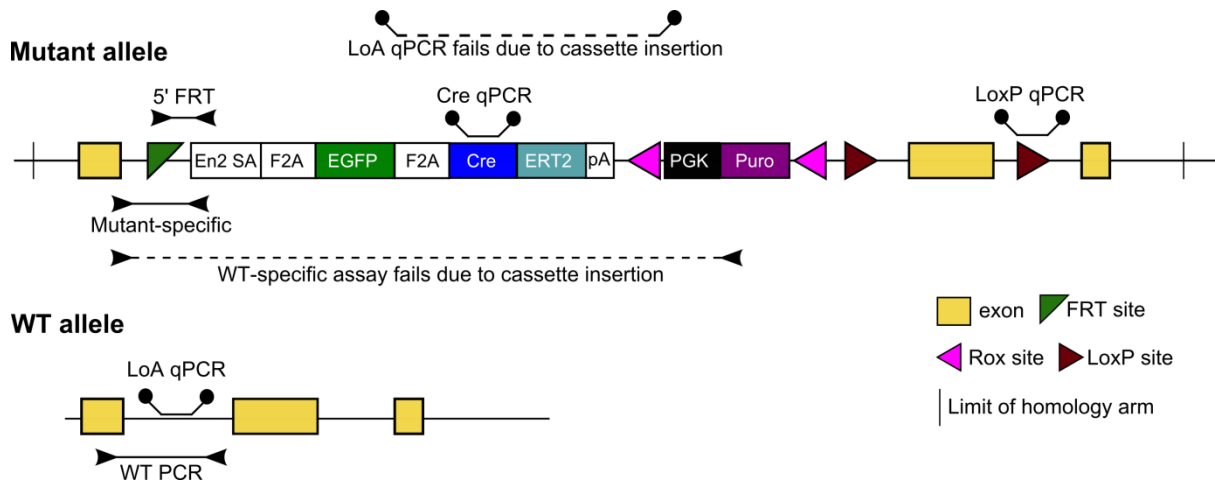 LoA qPCR fails due to cassette insertion
Mutant allele
5' FRT
Cre qPCR
LoxP qPCR
En2 SA F2A EGFP F2A Cre ERT2 pA PGK Puro
Mutant-specific
WT-specific assay fails due to cassette insertion
WT allele
LoA qPCR
WT PCR
exon FRT site
Rox site LoxP site
Limit of homology arm